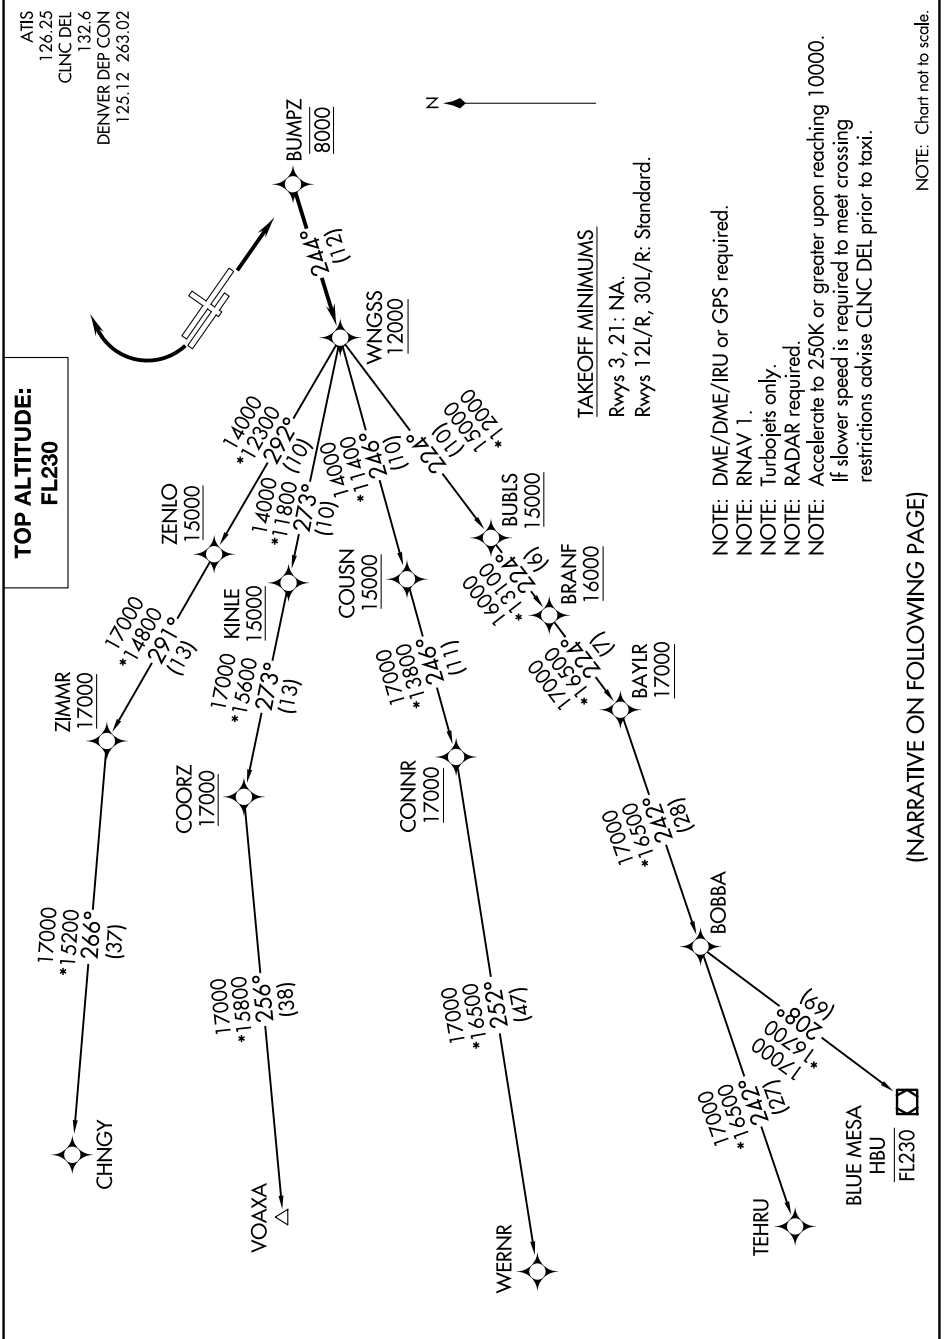 TOP ALTITUDE:
FL230
ATIS
126.25
CLNC DEL
132.6
DENVER DEP CON
125.12 263.02
BUMPZ
8000
N
244°
(12)
WNGSS
12000
14000
*12300
292°
(10)
ZENLO
15000
17000
*14800
291°
(13)
ZIMMR
17000
17000
*15200
266°
(37)
CHNGY
14000
*11800
273°
(10)
KINLE
15000
17000
*15600
273°
(13)
COORZ
17000
17000
*15800
256°
(38)
VOAXA
14000
*11400
246°
(10)
COUSN
15000
17000
*13800
246°
(11)
CONNR
17000
17000
*16500
252°
(47)
WERNR
224°
(10)
15000
*12000
BUBLS
15000
16000
*13100
224°
(6)
BRANF
16000
17000
*16500
224°
(7)
BAYLR
17000
17000
*16500
242°
(28)
BOBBA
17000
*16500
242°
(27)
TEHRU
17000
*16700
208°
(69)
BLUE MESA
HBU
FL230
TAKEOFF MINIMUMS
Rwys 3, 21: NA.
Rwys 12L/R, 30L/R: Standard.
NOTE: DME/DME/IRU or GPS required.
NOTE: RNAV 1.
NOTE: Turbojets only.
NOTE: RADAR required.
NOTE: Accelerate to 250K or greater upon reaching 10000.
If slower speed is required to meet crossing
restrictions advise CLNC DEL prior to taxi.
(NARRATIVE ON FOLLOWING PAGE)
NOTE: Chart not to scale.